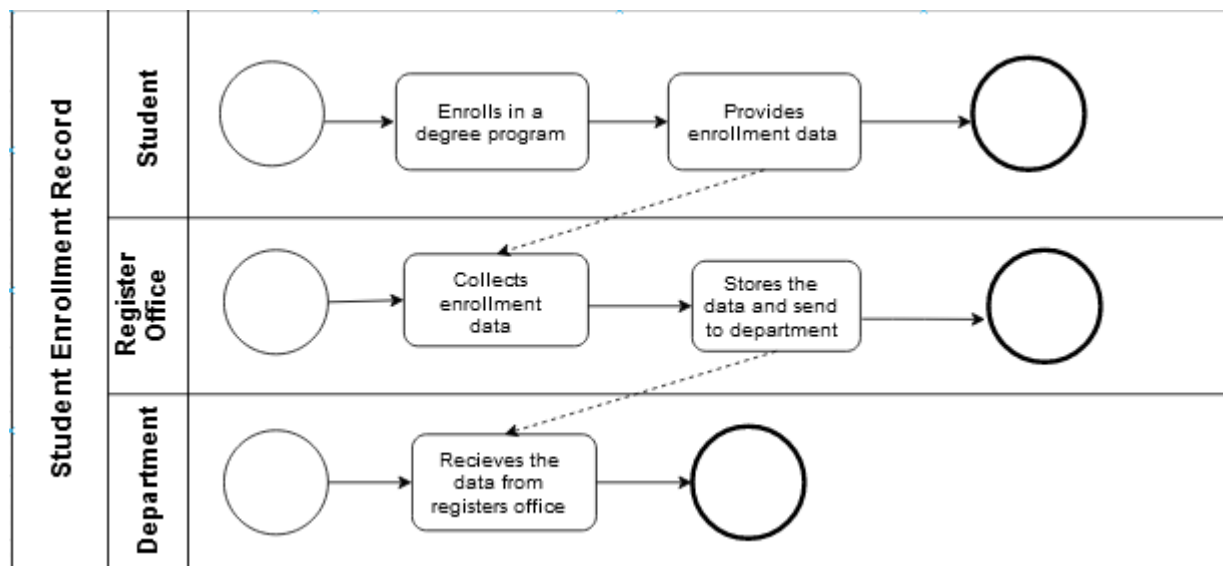 Student Enrollment Record
Student
Enrolls in a
degree program
Provides
enrollment data
Register
Office
Collects
enrollment
data
Stores the
data and send
to department
Department
Recieves the
data from
registers office